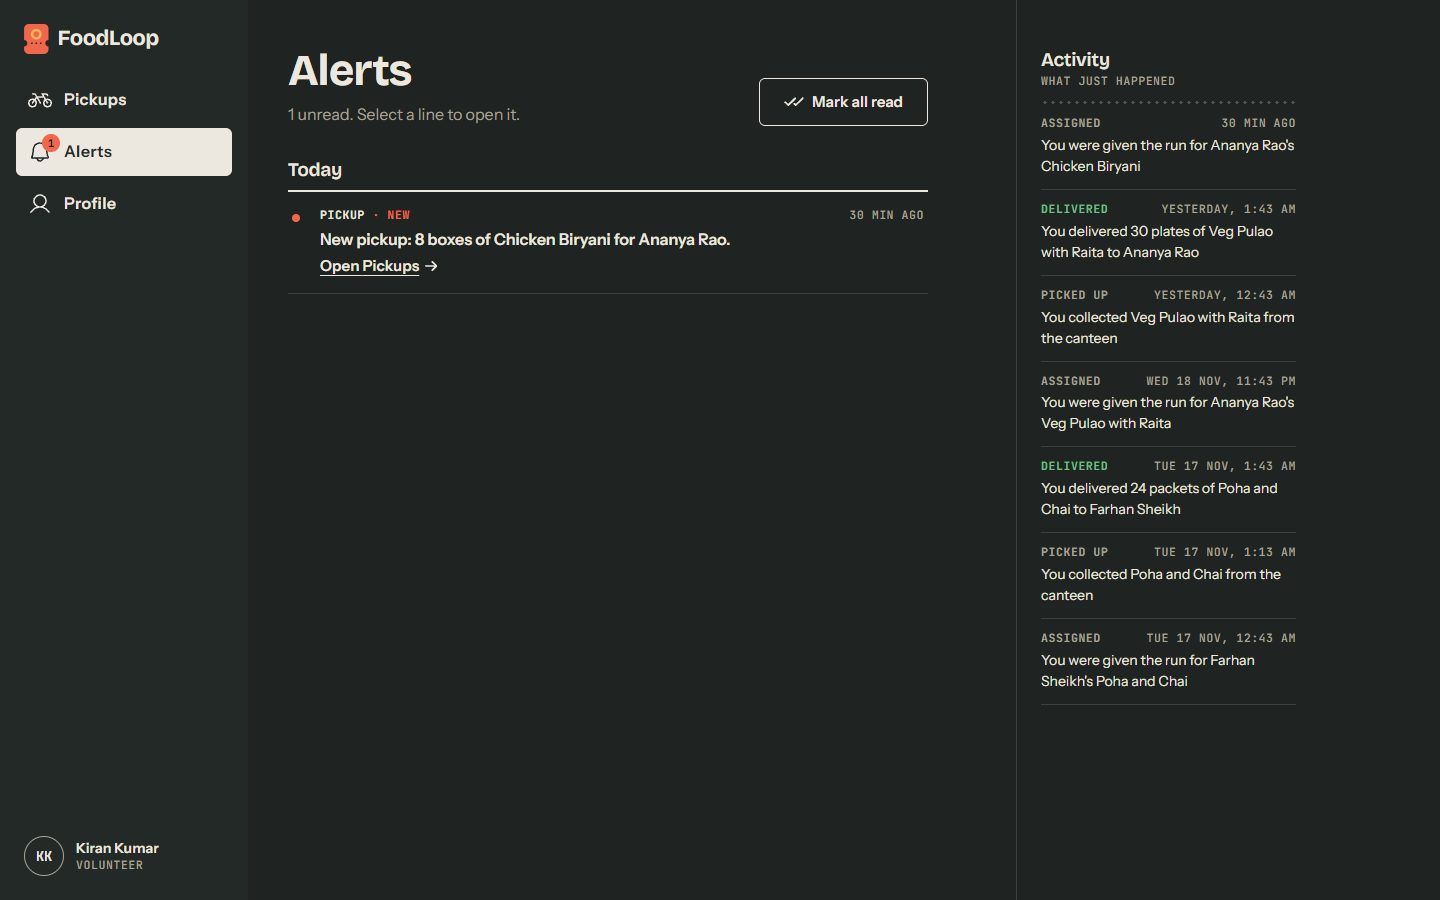 FoodLoop
Pickups
1
Alerts
Profile
KK
Kiran Kumar
VOLUNTEER
Alerts
1 unread. Select a line to open it.
Mark all read
Today
PICKUP · NEW 30 MIN AGO
New pickup: 8 boxes of Chicken Biryani for Ananya Rao.
Open Pickups →
Activity
WHAT JUST HAPPENED
ASSIGNED 30 MIN AGO
You were given the run for Ananya Rao's
Chicken Biryani
DELIVERED YESTERDAY, 1:43 AM
You delivered 30 plates of Veg Pulao
with Raita to Ananya Rao
PICKED UP YESTERDAY, 12:43 AM
You collected Veg Pulao with Raita from
the canteen
ASSIGNED WED 18 NOV, 11:43 PM
You were given the run for Ananya Rao's
Veg Pulao with Raita
DELIVERED TUE 17 NOV, 1:43 AM
You delivered 24 packets of Poha and
Chai to Farhan Sheikh
PICKED UP TUE 17 NOV, 1:13 AM
You collected Poha and Chai from the
canteen
ASSIGNED TUE 17 NOV, 12:43 AM
You were given the run for Farhan
Sheikh's Poha and Chai